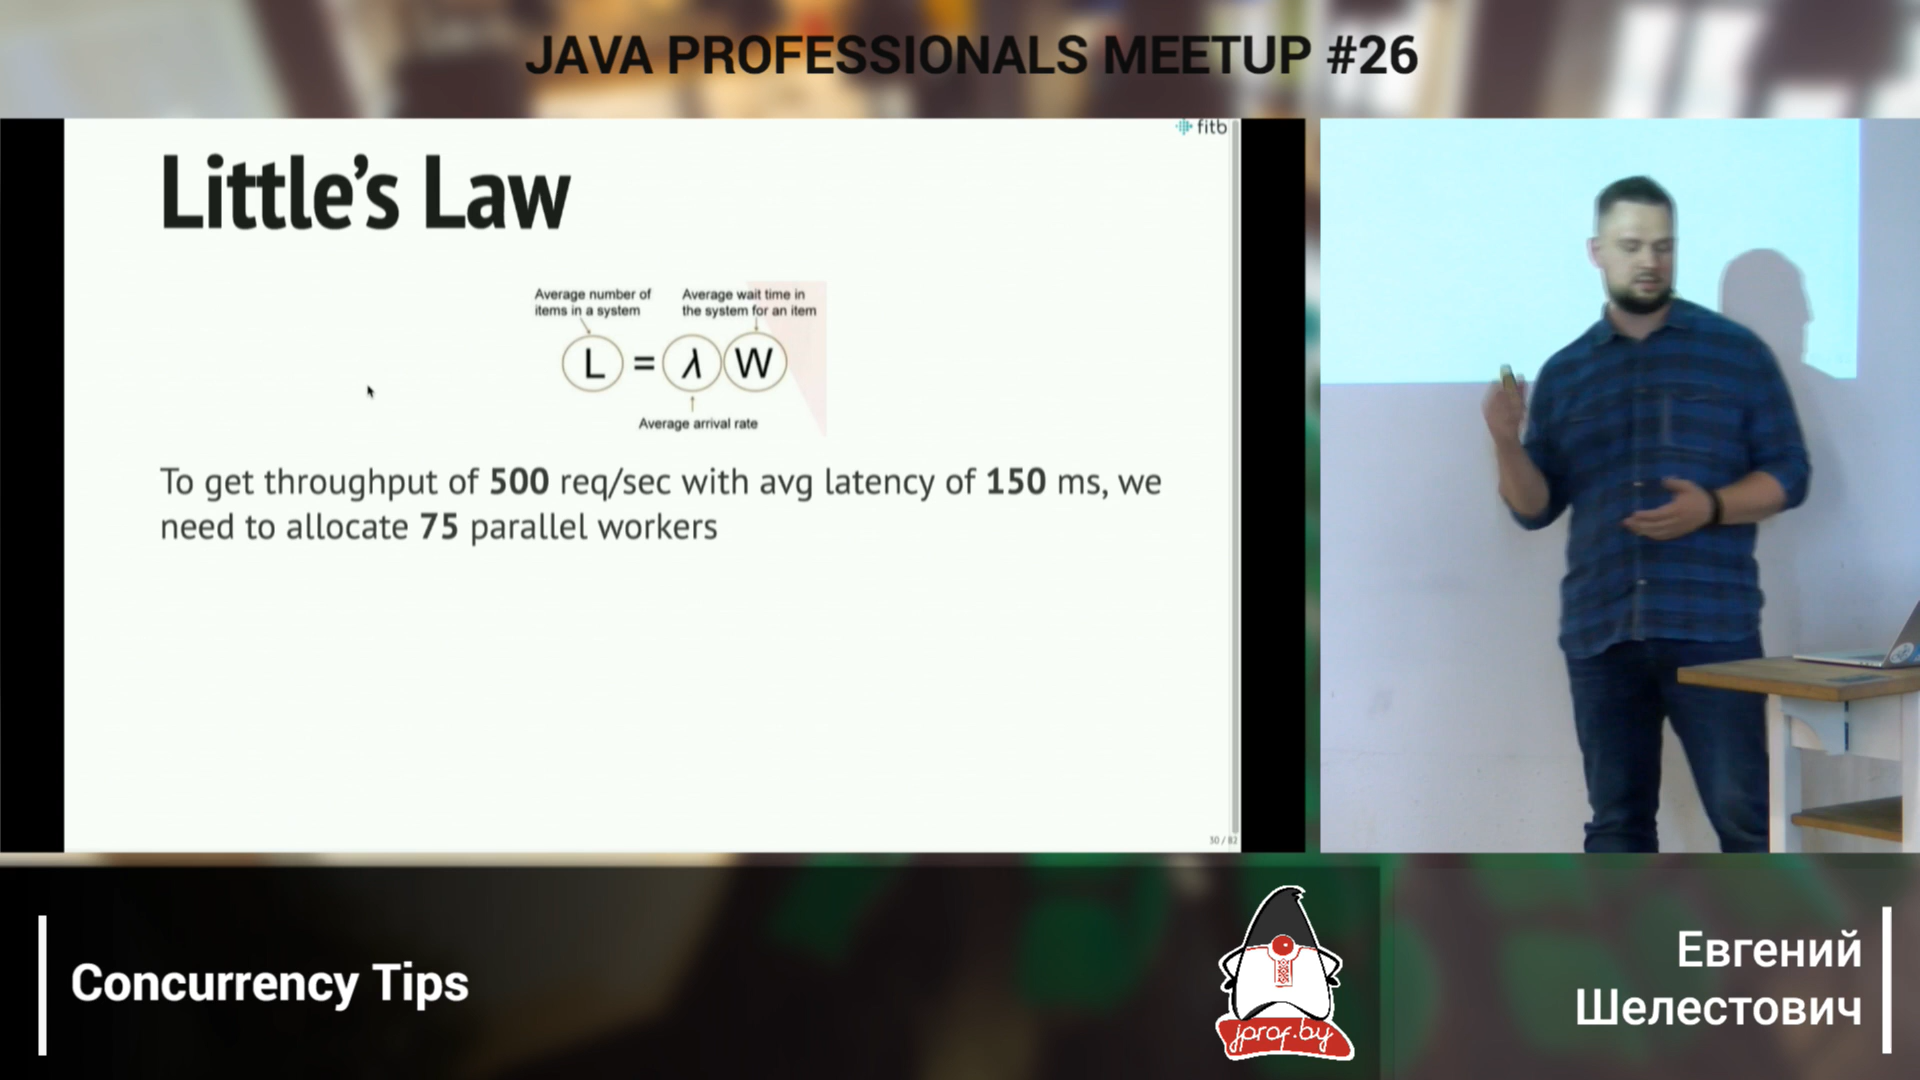 JAVA PROFESSIONALS MEETUP #26
fitb
Little’s Law
Average number of
items in a system
Average wait time in
the system for an item
L = λ W
Average arrival rate
To get throughput of 500 req/sec with avg latency of 150 ms, we
need to allocate 75 parallel workers
30 / 82
Concurrency Tips
jprof.by
Евгений
Шелестович